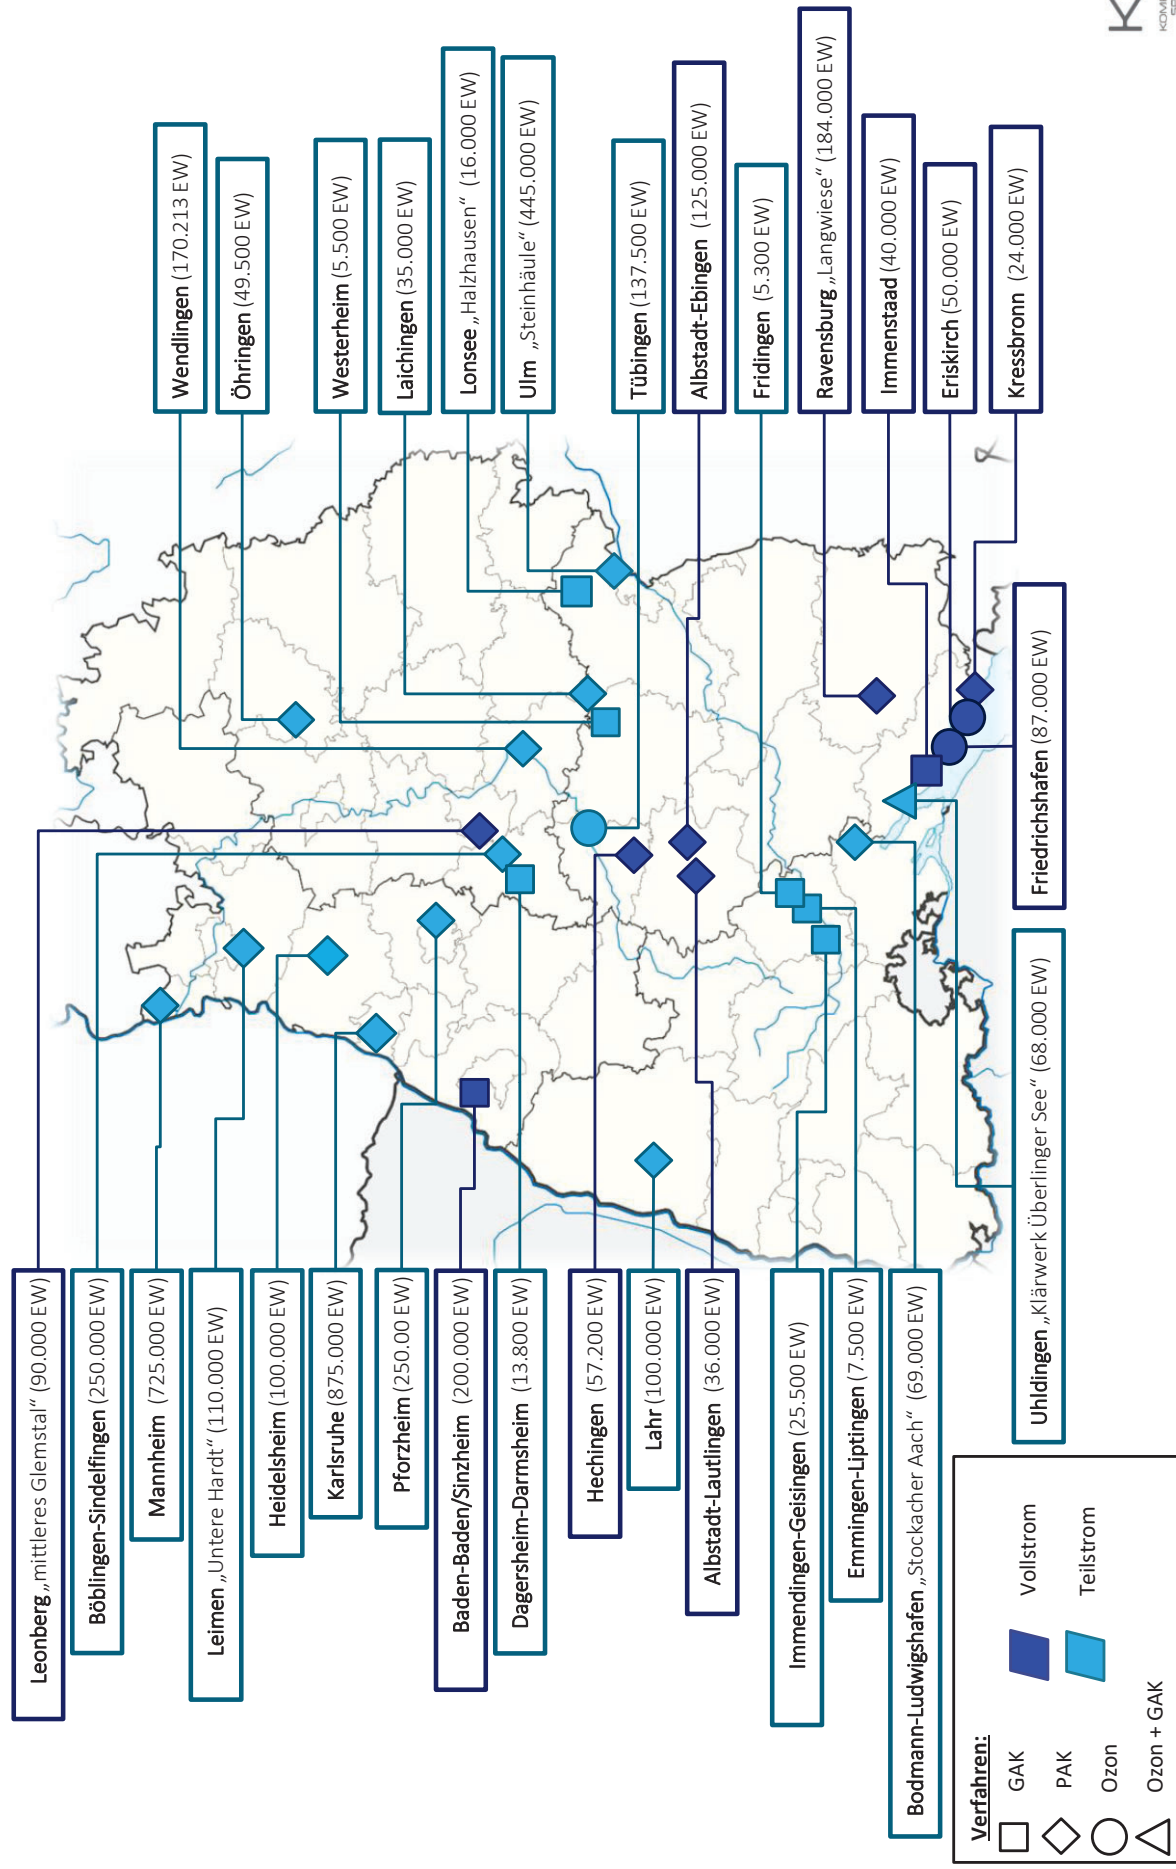 Leonberg „mittleres Glemstal“ (90.000 EW)
Böblingen-Sindelfingen (250.000 EW)
Mannheim (725.000 EW)
Leimen „Untere Hardt“ (110.000 EW)
Heidelsheim (100.000 EW)
Karlsruhe (875.000 EW)
Pforzheim (250.00 EW)
Baden-Baden/Sinzheim (200.000 EW)
Dagersheim-Darmsheim (13.800 EW)
Hechingen (57.200 EW)
Lahr (100.000 EW)
Albstadt-Lautlingen (36.000 EW)
Immendingen-Geisingen (25.500 EW)
Emmingen-Liptingen (7.500 EW)
Bodmann-Ludwigshafen „Stockacher Aach“ (69.000 EW)
Uhldingen „Klärwerk Überlinger See“ (68.000 EW)
Friedrichshafen (87.000 EW)
Wendlingen (170.213 EW)
Öhringen (49.500 EW)
Westerheim (5.500 EW)
Laichingen (35.000 EW)
Lonsee „Halzhausen“ (16.000 EW)
Ulm „Steinhäule“ (445.000 EW)
Tübingen (137.500 EW)
Albstadt-Ebingen (125.000 EW)
Fridingen (5.300 EW)
Ravensburg „Langwiese“ (184.000 EW)
Immenstaad (40.000 EW)
Eriskirch (50.000 EW)
Kressbronn (24.000 EW)
Verfahren:
GAK
PAK
Ozon
Ozon + GAK
Vollstrom
Teilstrom